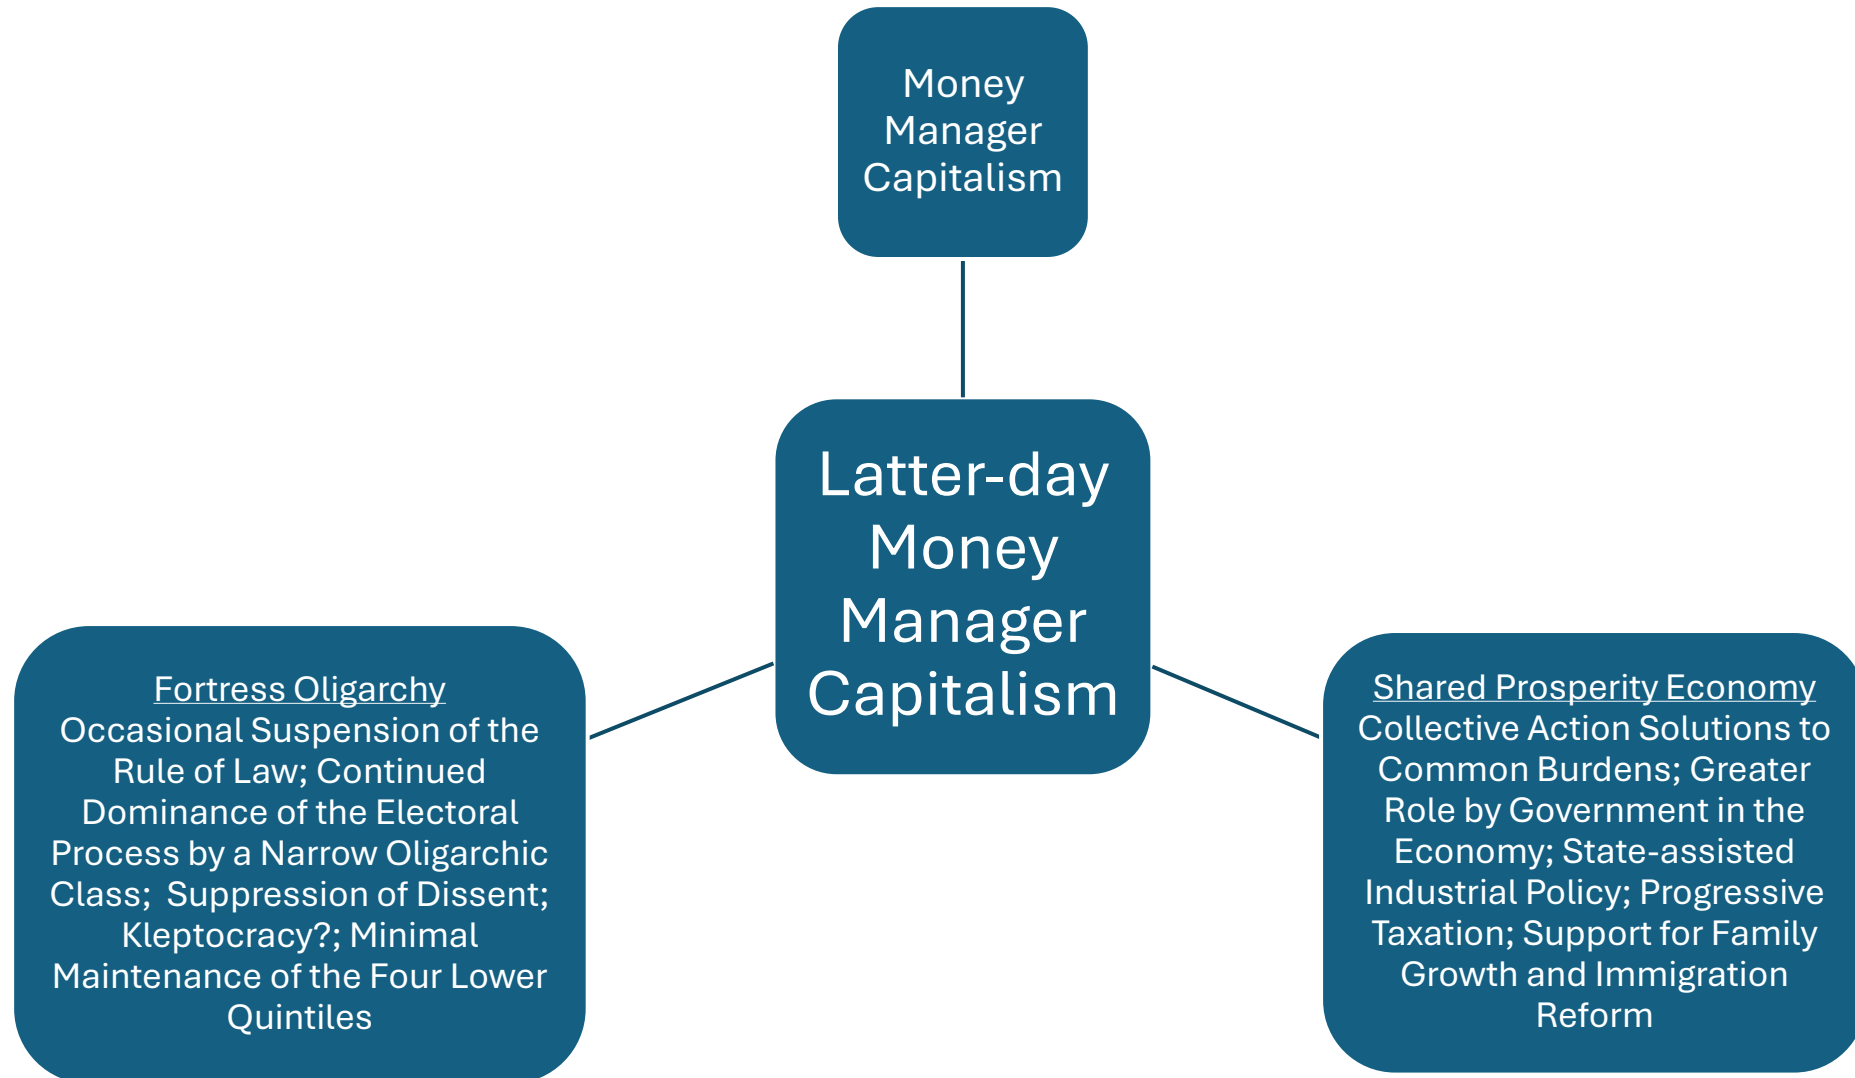 Money
Manager
Capitalism
Latter-day
Money
Manager
Capitalism
Fortress Oligarchy
Occasional Suspension of the
Rule of Law; Continued
Dominance of the Electoral
Process by a Narrow Oligarchic
Class;  Suppression of Dissent;
Kleptocracy?; Minimal
Maintenance of the Four Lower
Quintiles
Shared Prosperity Economy
Collective Action Solutions to
Common Burdens; Greater
Role by Government in the
Economy; State-assisted
Industrial Policy; Progressive
Taxation; Support for Family
Growth and Immigration
Reform